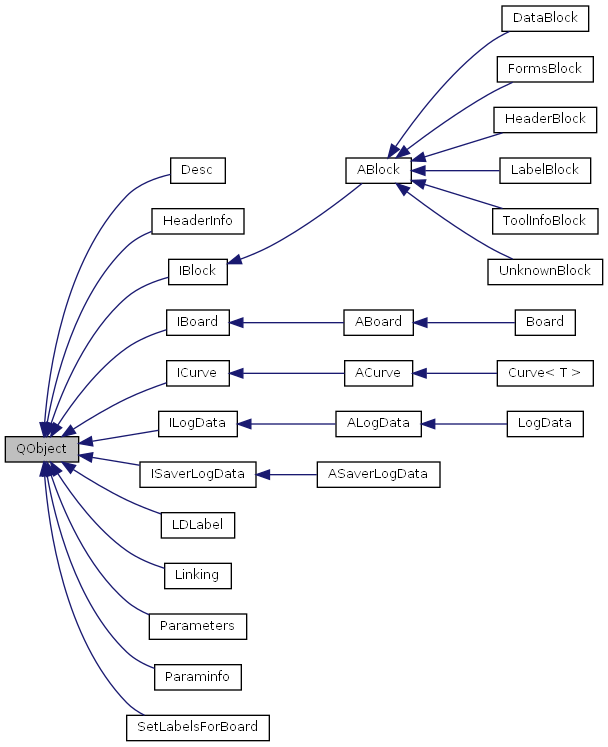 DataBlock
FormsBlock
HeaderBlock
Desc
ABlock
LabelBlock
HeaderInfo
ToolInfoBlock
IBlock
UnknownBlock
IBoard
ABoard
Board
ICurve
ACurve
Curve< T >
ILogData
ALogData
LogData
QObject
ISaverLogData
ASaverLogData
LDLabel
Linking
Parameters
Paraminfo
SetLabelsForBoard